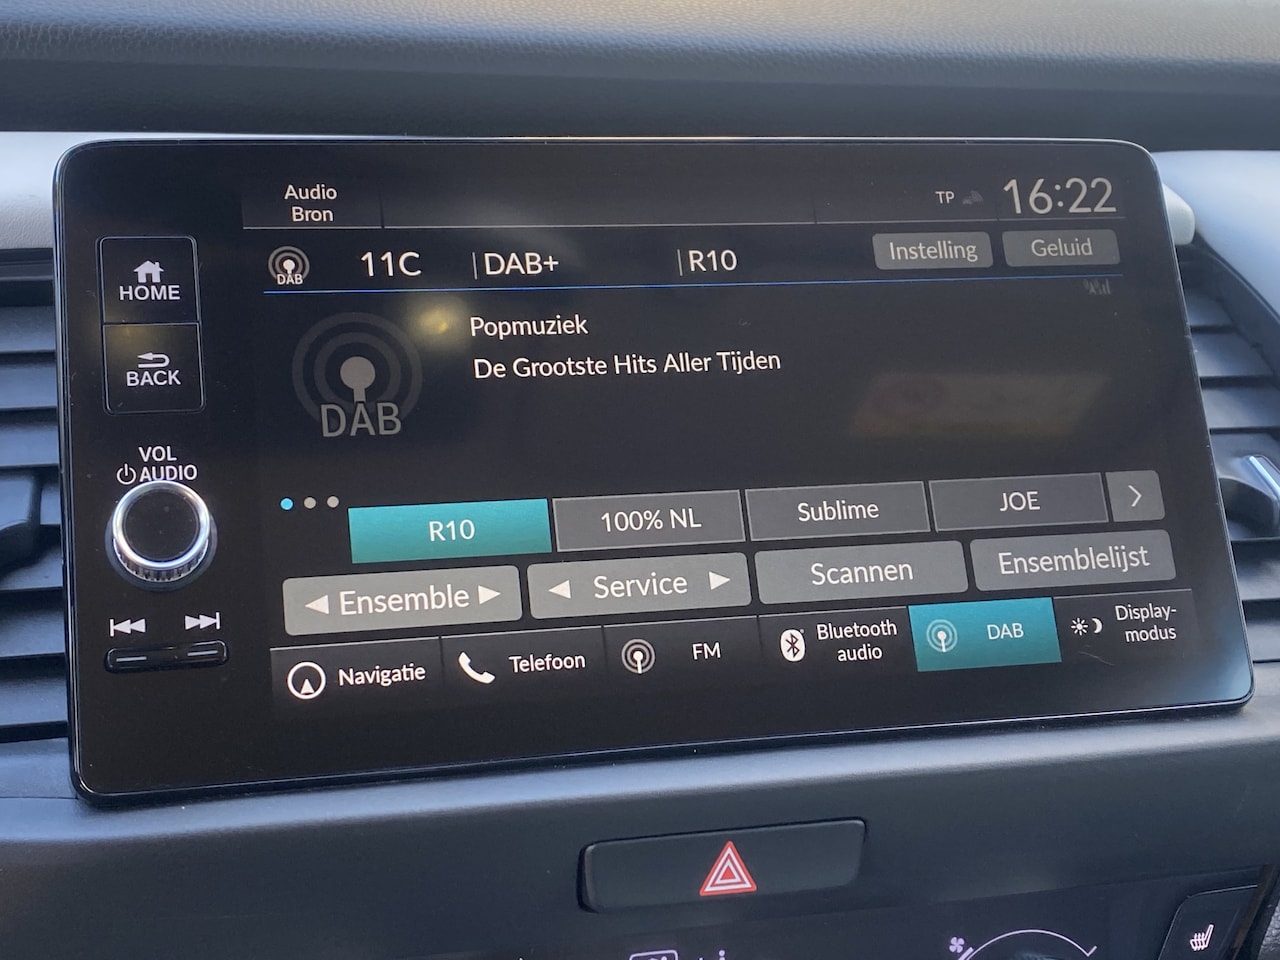 Audio
Bron
TP
16:22
DAB
11C
DAB+
R10
Instelling
Geluid
HOME
BACK
VOL
AUDIO
DAB
Popmuziek
De Grootste Hits Aller Tijden
R10
100% NL
Sublime
JOE
Ensemble
Service
Scannen
Ensemblelijst
Navigatie
Telefoon
FM
Bluetooth
audio
DAB
Display-
modus